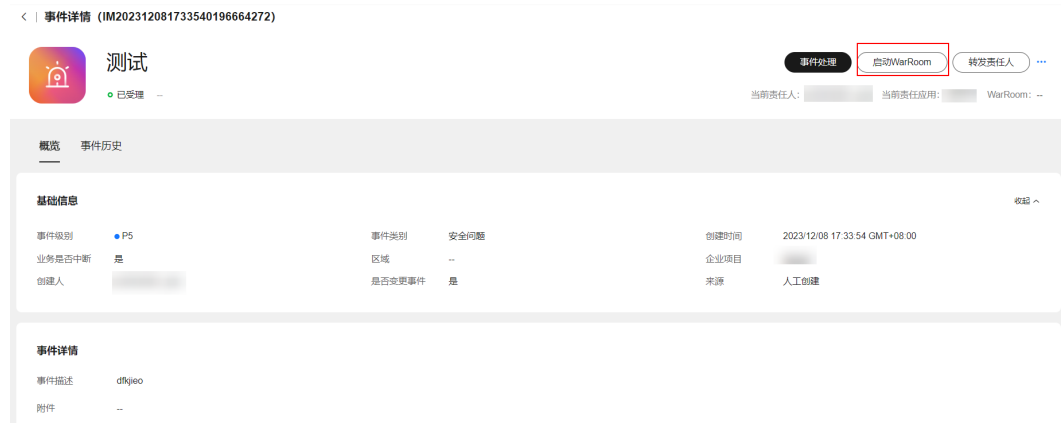 < | 事件详情（IM202312081733540196664272）
测试
事件处理 启动WarRoom 转发责任人 ···
已受理 --
当前责任人： 当前责任应用： WarRoom： --
概览 事件历史
基础信息 收起
事件级别 P5 事件类别 安全问题 创建时间 2023/12/08 17:33:54 GMT+08:00
业务是否中断 是 区域 -- 企业项目
创建人 是否变更事件 是 来源 人工创建
事件详情
事件描述 dfkjieo
附件 --